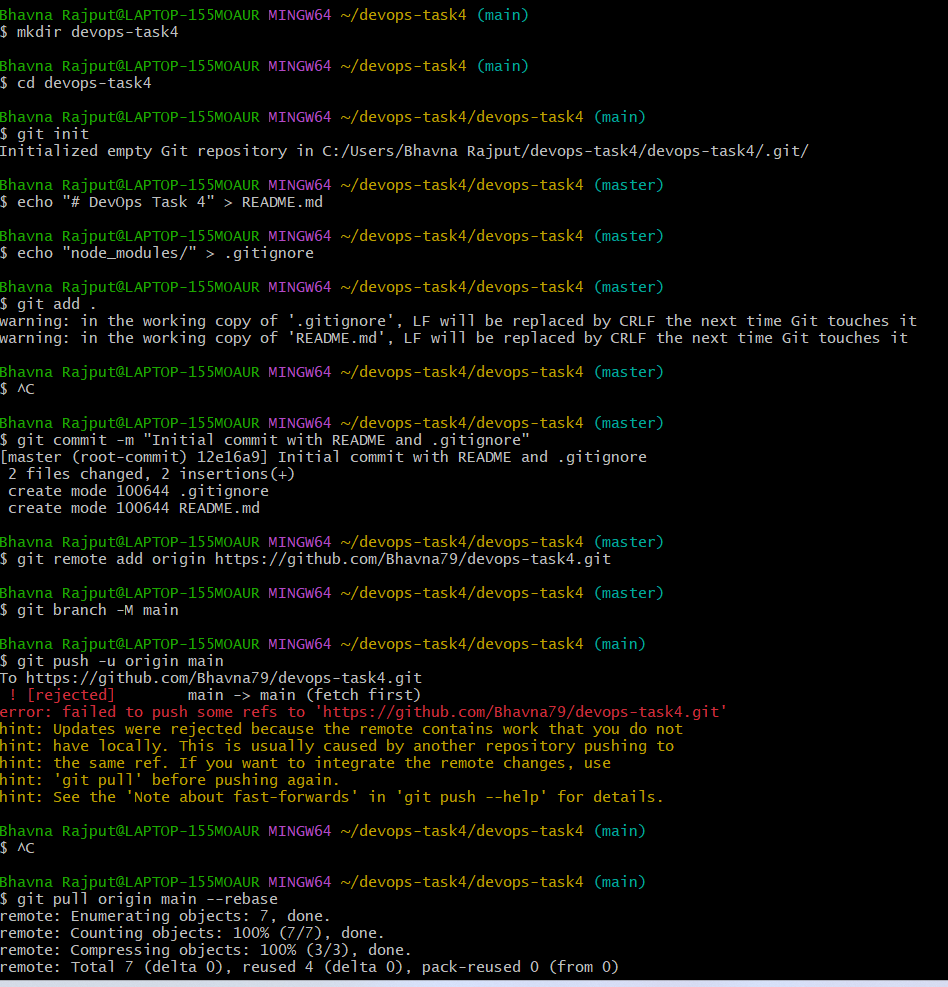 Bhavna Rajput@LAPTOP-155MOAUR MINGW64 ~/devops-task4 (main)
$ mkdir devops-task4
Bhavna Rajput@LAPTOP-155MOAUR MINGW64 ~/devops-task4 (main)
$ cd devops-task4
Bhavna Rajput@LAPTOP-155MOAUR MINGW64 ~/devops-task4/devops-task4 (main)
$ git init
Initialized empty Git repository in C:/Users/Bhavna Rajput/devops-task4/devops-task4/.git/
Bhavna Rajput@LAPTOP-155MOAUR MINGW64 ~/devops-task4/devops-task4 (master)
$ echo "# DevOps Task 4" > README.md
Bhavna Rajput@LAPTOP-155MOAUR MINGW64 ~/devops-task4/devops-task4 (master)
$ echo "node_modules/" > .gitignore
Bhavna Rajput@LAPTOP-155MOAUR MINGW64 ~/devops-task4/devops-task4 (master)
$ git add .
warning: in the working copy of '.gitignore', LF will be replaced by CRLF the next time Git touches it
warning: in the working copy of 'README.md', LF will be replaced by CRLF the next time Git touches it
Bhavna Rajput@LAPTOP-155MOAUR MINGW64 ~/devops-task4/devops-task4 (master)
$ ^C
Bhavna Rajput@LAPTOP-155MOAUR MINGW64 ~/devops-task4/devops-task4 (master)
$ git commit -m "Initial commit with README and .gitignore"
[master (root-commit) 12e16a9] Initial commit with README and .gitignore
2 files changed, 2 insertions(+)
create mode 100644 .gitignore
create mode 100644 README.md
Bhavna Rajput@LAPTOP-155MOAUR MINGW64 ~/devops-task4/devops-task4 (master)
$ git remote add origin https://github.com/Bhavna79/devops-task4.git
Bhavna Rajput@LAPTOP-155MOAUR MINGW64 ~/devops-task4/devops-task4 (master)
$ git branch -M main
Bhavna Rajput@LAPTOP-155MOAUR MINGW64 ~/devops-task4/devops-task4 (main)
$ git push -u origin main
To https://github.com/Bhavna79/devops-task4.git
! [rejected]        main -> main (fetch first)
error: failed to push some refs to 'https://github.com/Bhavna79/devops-task4.git'
hint: Updates were rejected because the remote contains work that you do not
hint: have locally. This is usually caused by another repository pushing to
hint: the same ref. If you want to integrate the remote changes, use
hint: 'git pull' before pushing again.
hint: See the 'Note about fast-forwards' in 'git push --help' for details.
Bhavna Rajput@LAPTOP-155MOAUR MINGW64 ~/devops-task4/devops-task4 (main)
$ ^C
Bhavna Rajput@LAPTOP-155MOAUR MINGW64 ~/devops-task4/devops-task4 (main)
$ git pull origin main --rebase
remote: Enumerating objects: 7, done.
remote: Counting objects: 100% (7/7), done.
remote: Compressing objects: 100% (3/3), done.
remote: Total 7 (delta 0), reused 4 (delta 0), pack-reused 0 (from 0)